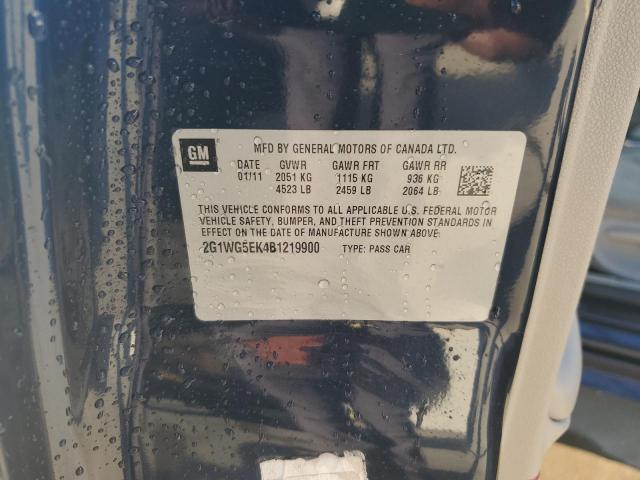 GM
MFD BY GENERAL MOTORS OF CANADA LTD.
DATE GVWR GAWR FRT GAWR RR
01/11 2051 KG 1115 KG 936 KG
4523 LB 2459 LB 2064 LB
THIS VEHICLE CONFORMS TO ALL APPLICABLE U.S. FEDERAL MOTOR
VEHICLE SAFETY, BUMPER, AND THEFT PREVENTION STANDARDS IN
EFFECT ON THE DATE OF MANUFACTURE SHOWN ABOVE.
2G1WG5EK4B1219900 TYPE: PASS CAR